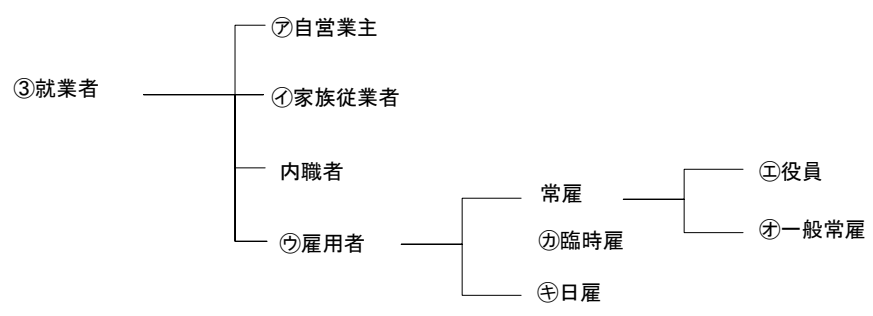 ㋐自営業主
③就業者
㋑家族従業者
内職者
㋒雇用者
常雇
㋓役員
㋔一般常雇
㋕臨時雇
㋖日雇